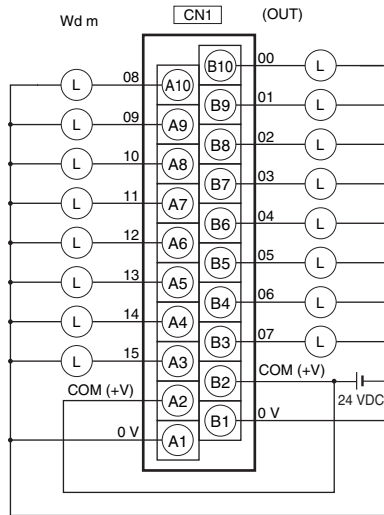 Wd m CN1 (OUT)
B10 00 L
L 08 A10
B9 01 L
L 09 A9
B8 02 L
L 10 A8
B7 03 L
L 11 A7
B6 04 L
L 12 A6
B5 05 L
L 13 A5
B4 06 L
L 14 A4
B3 07 L
L 15 A3
B2 COM (+V)
COM (+V) A2
24 VDC
B1 0 V
0 V A1